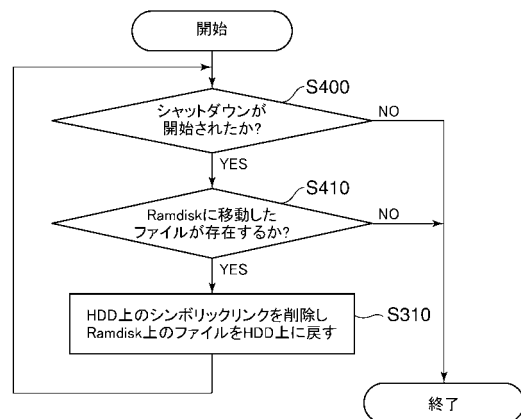 開始
S400
シャットダウンが
開始されたか?
NO
YES
S410
Ramdiskに移動した
ファイルが存在するか?
NO
YES
HDD上のシンボリックリンクを削除し
Ramdisk上のファイルをHDD上に戻す
S310
終了